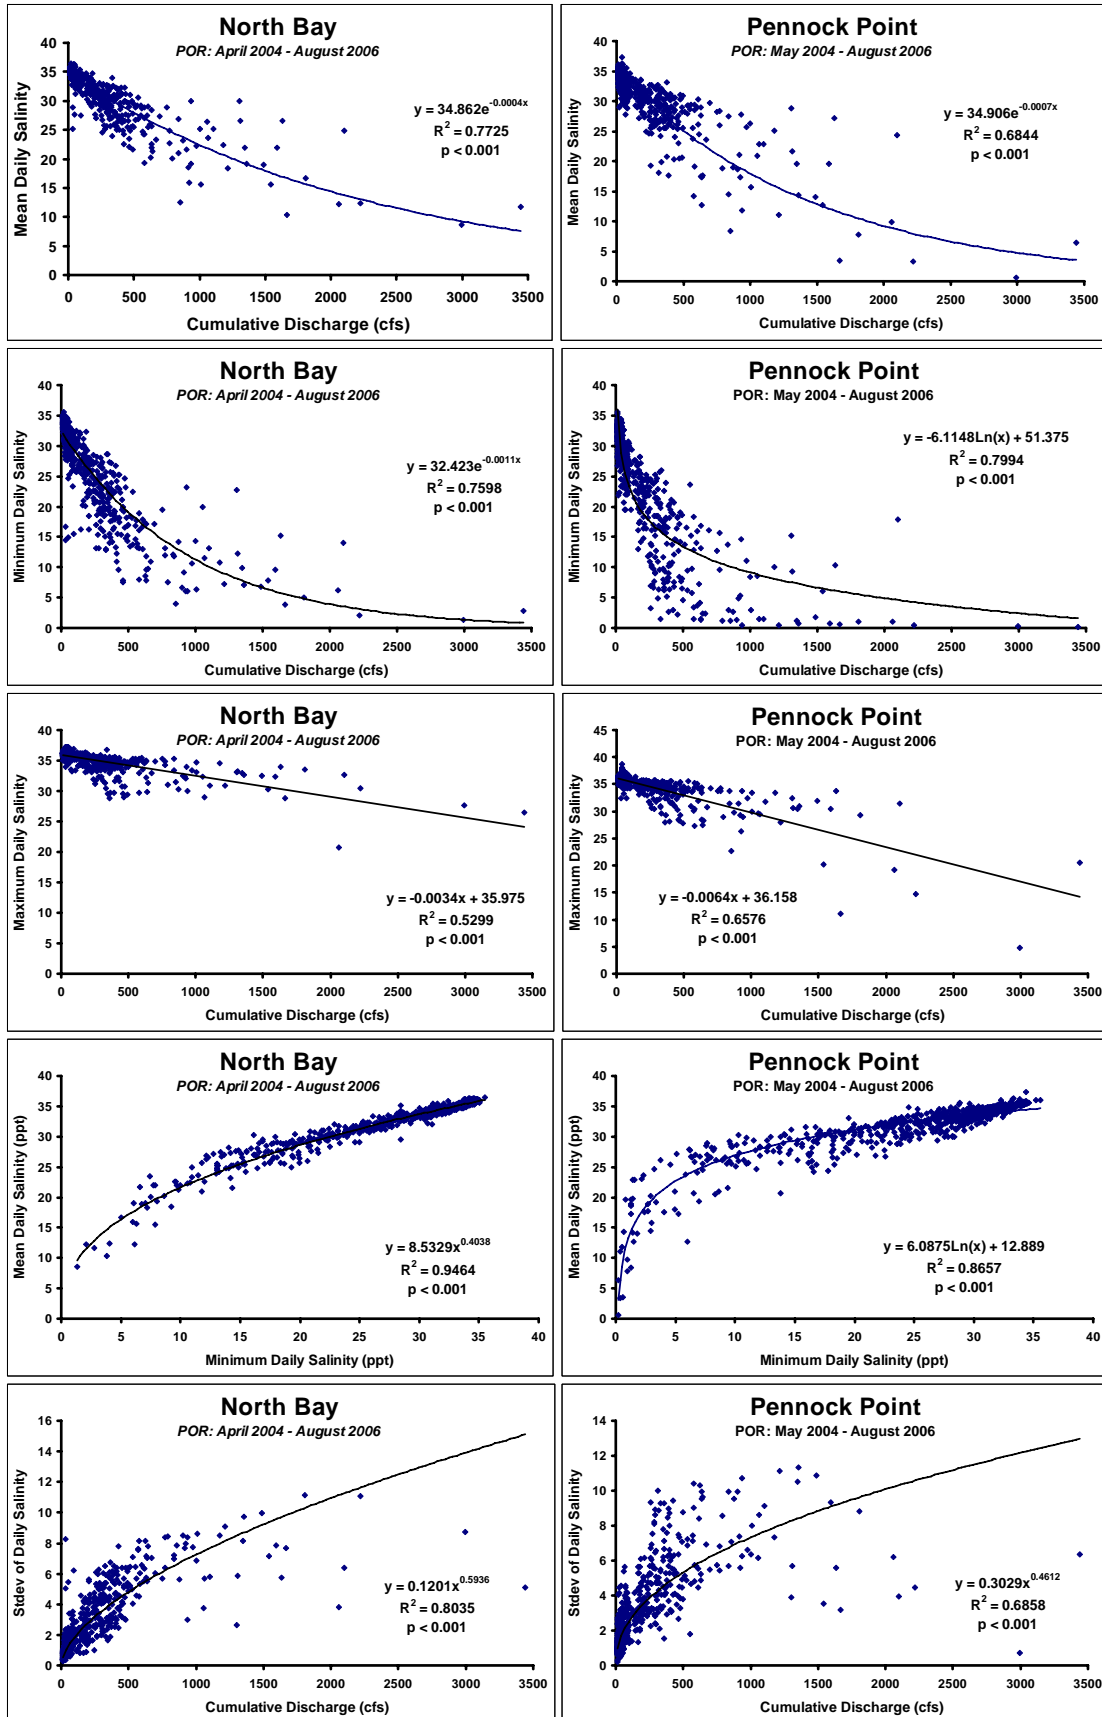 North Bay
POR: April 2004 - August 2006
40
35
30
25
20
15
10
5
0
Mean Daily Salinity
y = 34.862e^-0.0004x
R² = 0.7725
p < 0.001
0 500 1000 1500 2000 2500 3000 3500
Cumulative Discharge (cfs)
Pennock Point
POR: May 2004 - August 2006
40
35
30
25
20
15
10
5
0
Mean Daily Salinity
y = 34.906e^-0.0007x
R² = 0.6844
p < 0.001
0 500 1000 1500 2000 2500 3000 3500
Cumulative Discharge (cfs)
North Bay
POR: April 2004 - August 2006
40
35
30
25
20
15
10
5
0
Minimum Daily Salinity
y = 32.423e^-0.0011x
R² = 0.7598
p < 0.001
0 500 1000 1500 2000 2500 3000 3500
Cumulative Discharge (cfs)
Pennock Point
POR: May 2004 - August 2006
40
35
30
25
20
15
10
5
0
Minimum Daily Salinity
y = -6.1148Ln(x) + 51.375
R² = 0.7994
p < 0.001
0 500 1000 1500 2000 2500 3000 3500
Cumulative Discharge (cfs)
North Bay
POR: April 2004 - August 2006
40
35
30
25
20
15
10
5
0
Maximum Daily Salinity
y = -0.0034x + 35.975
R² = 0.5299
p < 0.001
0 500 1000 1500 2000 2500 3000 3500
Cumulative Discharge (cfs)
Pennock Point
POR: May 2004 - August 2006
45
40
35
30
25
20
15
10
5
0
Maximum Daily Salinity
y = -0.0064x + 36.158
R² = 0.6576
p < 0.001
0 500 1000 1500 2000 2500 3000 3500
Cumulative Discharge (cfs)
North Bay
POR: April 2004 - August 2006
40
35
30
25
20
15
10
5
0
Mean Daily Salinity (ppt)
y = 8.5329x^0.4038
R² = 0.9464
p < 0.001
0 5 10 15 20 25 30 35 40
Minimum Daily Salinity (ppt)
Pennock Point
POR: May 2004 - August 2006
40
35
30
25
20
15
10
5
0
Mean Daily Salinity (ppt)
y = 6.0875Ln(x) + 12.889
R² = 0.8657
p < 0.001
0 5 10 15 20 25 30 35 40
Minimum Daily Salinity (ppt)
North Bay
POR: April 2004 - August 2006
16
14
12
10
8
6
4
2
0
Stdev of Daily Salinity
y = 0.1201x^0.5936
R² = 0.8035
p < 0.001
0 500 1000 1500 2000 2500 3000 3500
Cumulative Discharge (cfs)
Pennock Point
POR: May 2004 - August 2006
14
12
10
8
6
4
2
0
Stdev of Daily Salinity
y = 0.3029x^0.4612
R² = 0.6858
p < 0.001
0 500 1000 1500 2000 2500 3000 3500
Cumulative Discharge (cfs)